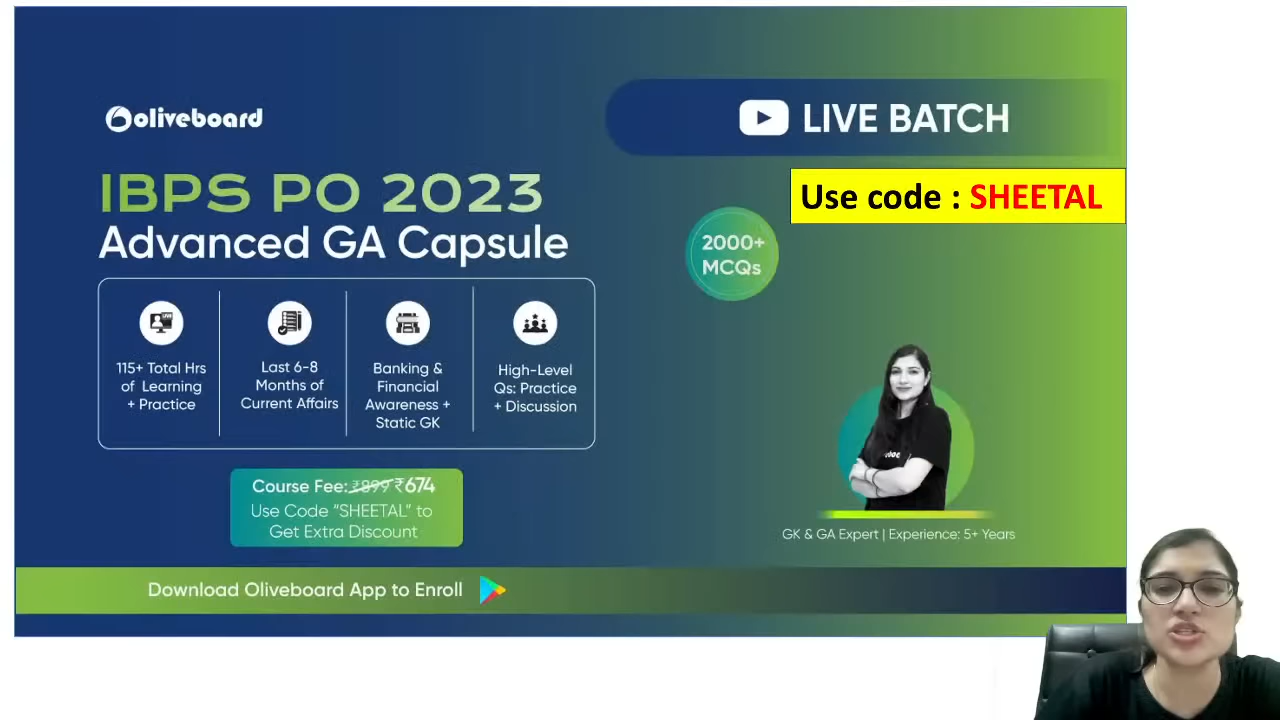 oliveboard
LIVE BATCH
Use code : SHEETAL
IBPS PO 2023
Advanced GA Capsule
2000+
MCQs
115+ Total Hrs
of Learning
+ Practice
Last 6-8
Months of
Current Affairs
Banking &
Financial
Awareness +
Static GK
High-Level
Qs: Practice
+ Discussion
Course Fee: ₹899 ₹674
Use Code "SHEETAL" to
Get Extra Discount
GK & GA Expert | Experience: 5+ Years
Download Oliveboard App to Enroll